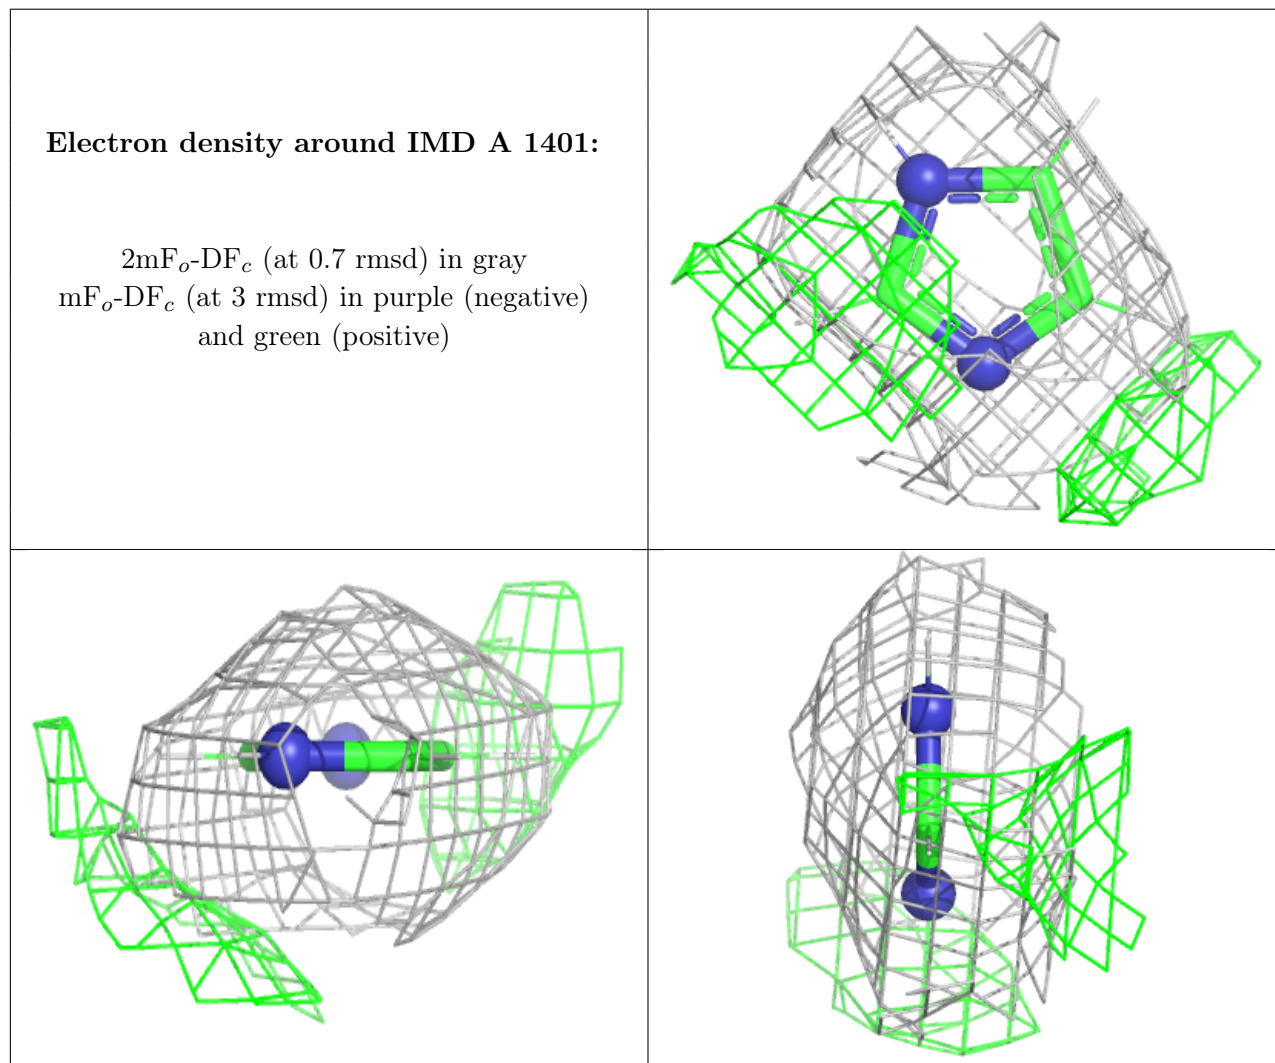 Electron density around IMD A 1401:
2mFo-DFc (at 0.7 rmsd) in gray
mFo-DFc (at 3 rmsd) in purple (negative)
and green (positive)